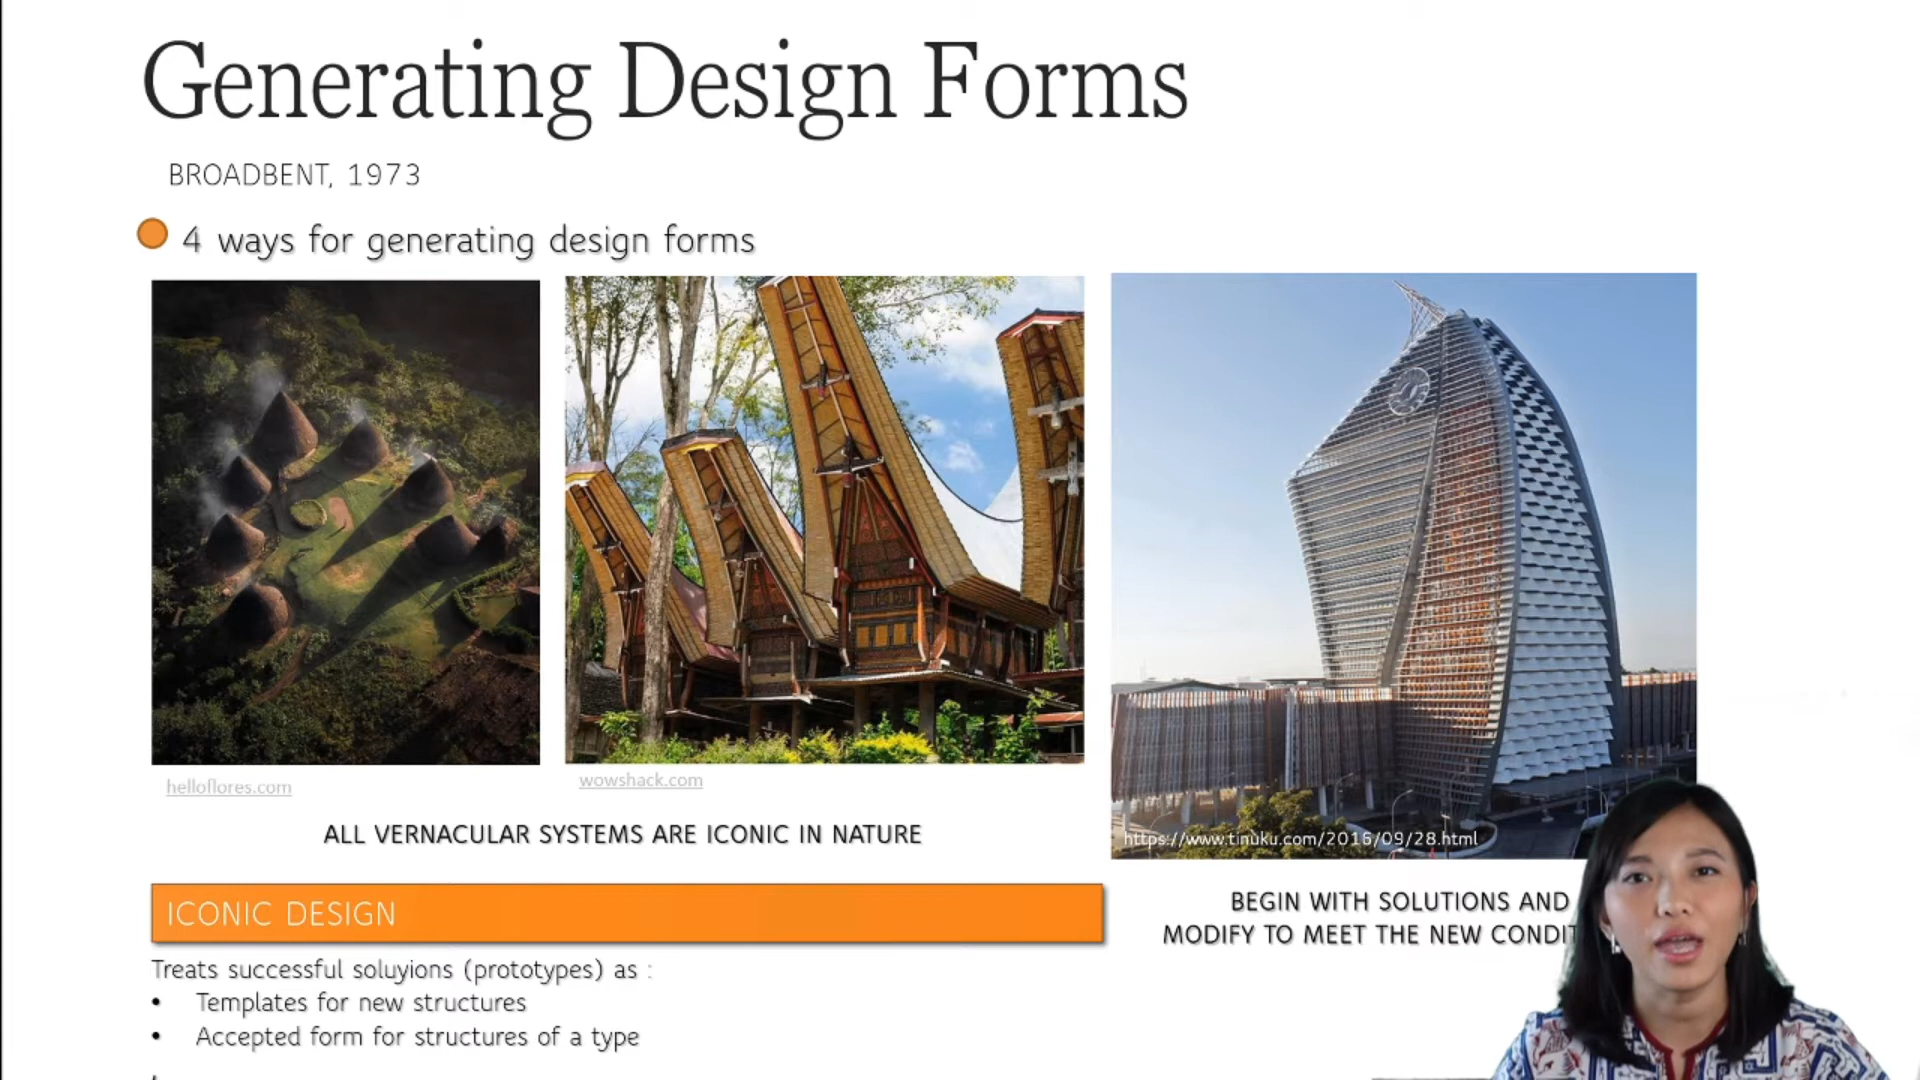 Generating Design Forms
BROADBENT, 1973
4 ways for generating design forms
helloflores.com
wowshack.com
https://www.tinuku.com/2016/09/28.html
ALL VERNACULAR SYSTEMS ARE ICONIC IN NATURE
ICONIC DESIGN
BEGIN WITH SOLUTIONS AND
MODIFY TO MEET THE NEW
Treats successful soluyions (prototypes) as :
• Templates for new structures
• Accepted form for structures of a type